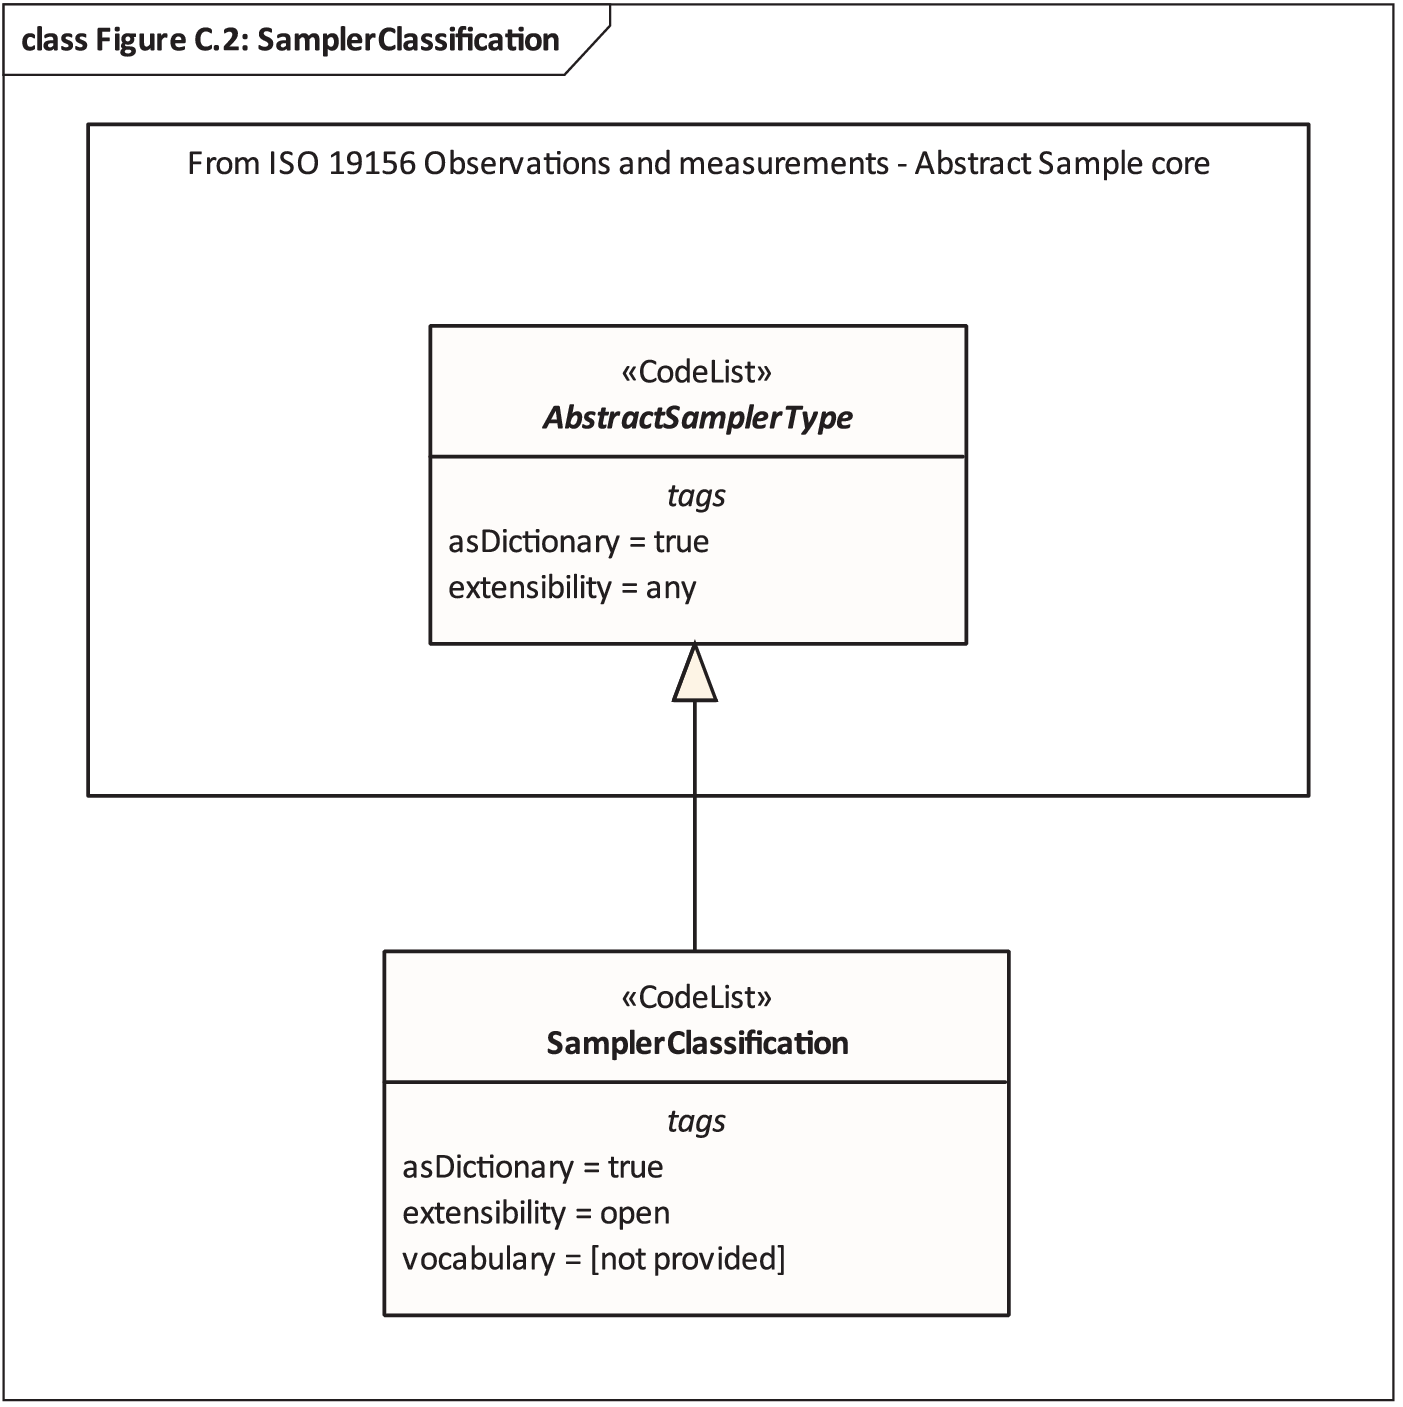 class Figure C.2: SamplerClassification
From ISO 19156 Observations and measurements - Abstract Sample core
«CodeList»
AbstractSamplerType
tags
asDictionary = true
extensibility = any
«CodeList»
SamplerClassification
tags
asDictionary = true
extensibility = open
vocabulary = [not provided]